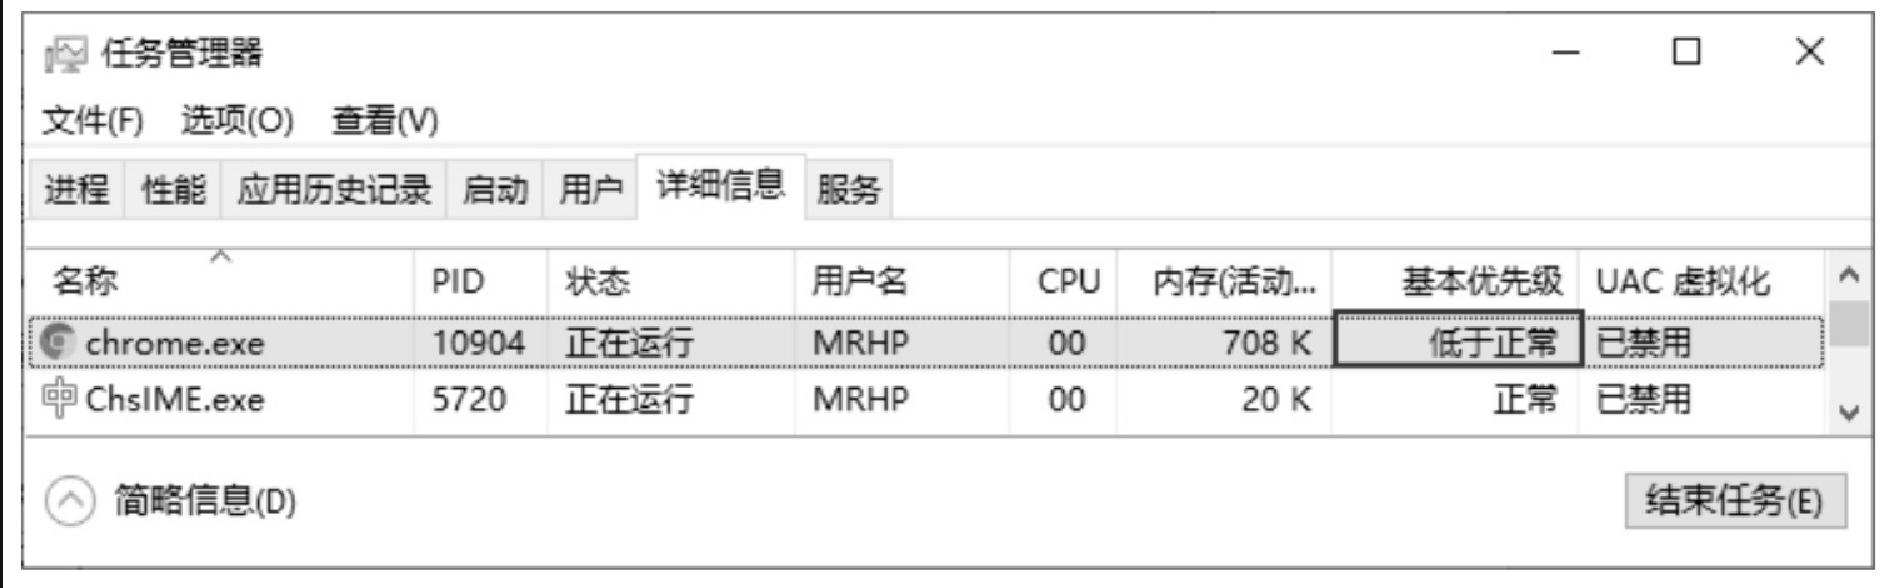 任务管理器
文件(F) 选项(O) 查看(V)
进程 性能 应用历史记录 启动 用户 详细信息 服务
名称 PID 状态 用户名 CPU 内存(活动... 基本优先级 UAC 虚拟化
chrome.exe 10904 正在运行 MRHP 00 708 K 低于正常 已禁用
中 ChsIME.exe 5720 正在运行 MRHP 00 20 K 正常 已禁用
简略信息(D) 结束任务(E)